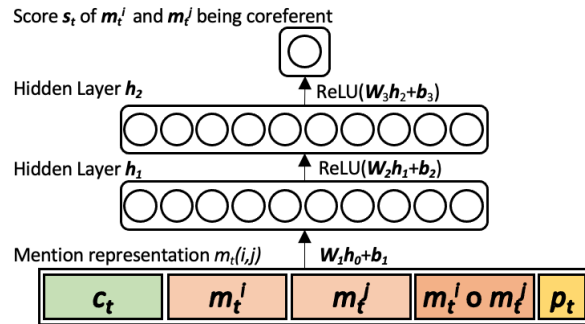 Score s_t of m_t^i and m_t^j being coreferent
ReLU(W_3h_2+b_3)
Hidden Layer h_2
ReLU(W_2h_1+b_2)
Hidden Layer h_1
Mention representation m_t(i,j) W_1h_0+b_1
c_t m_t^i m_t^j m_t^i o m_t^j p_t